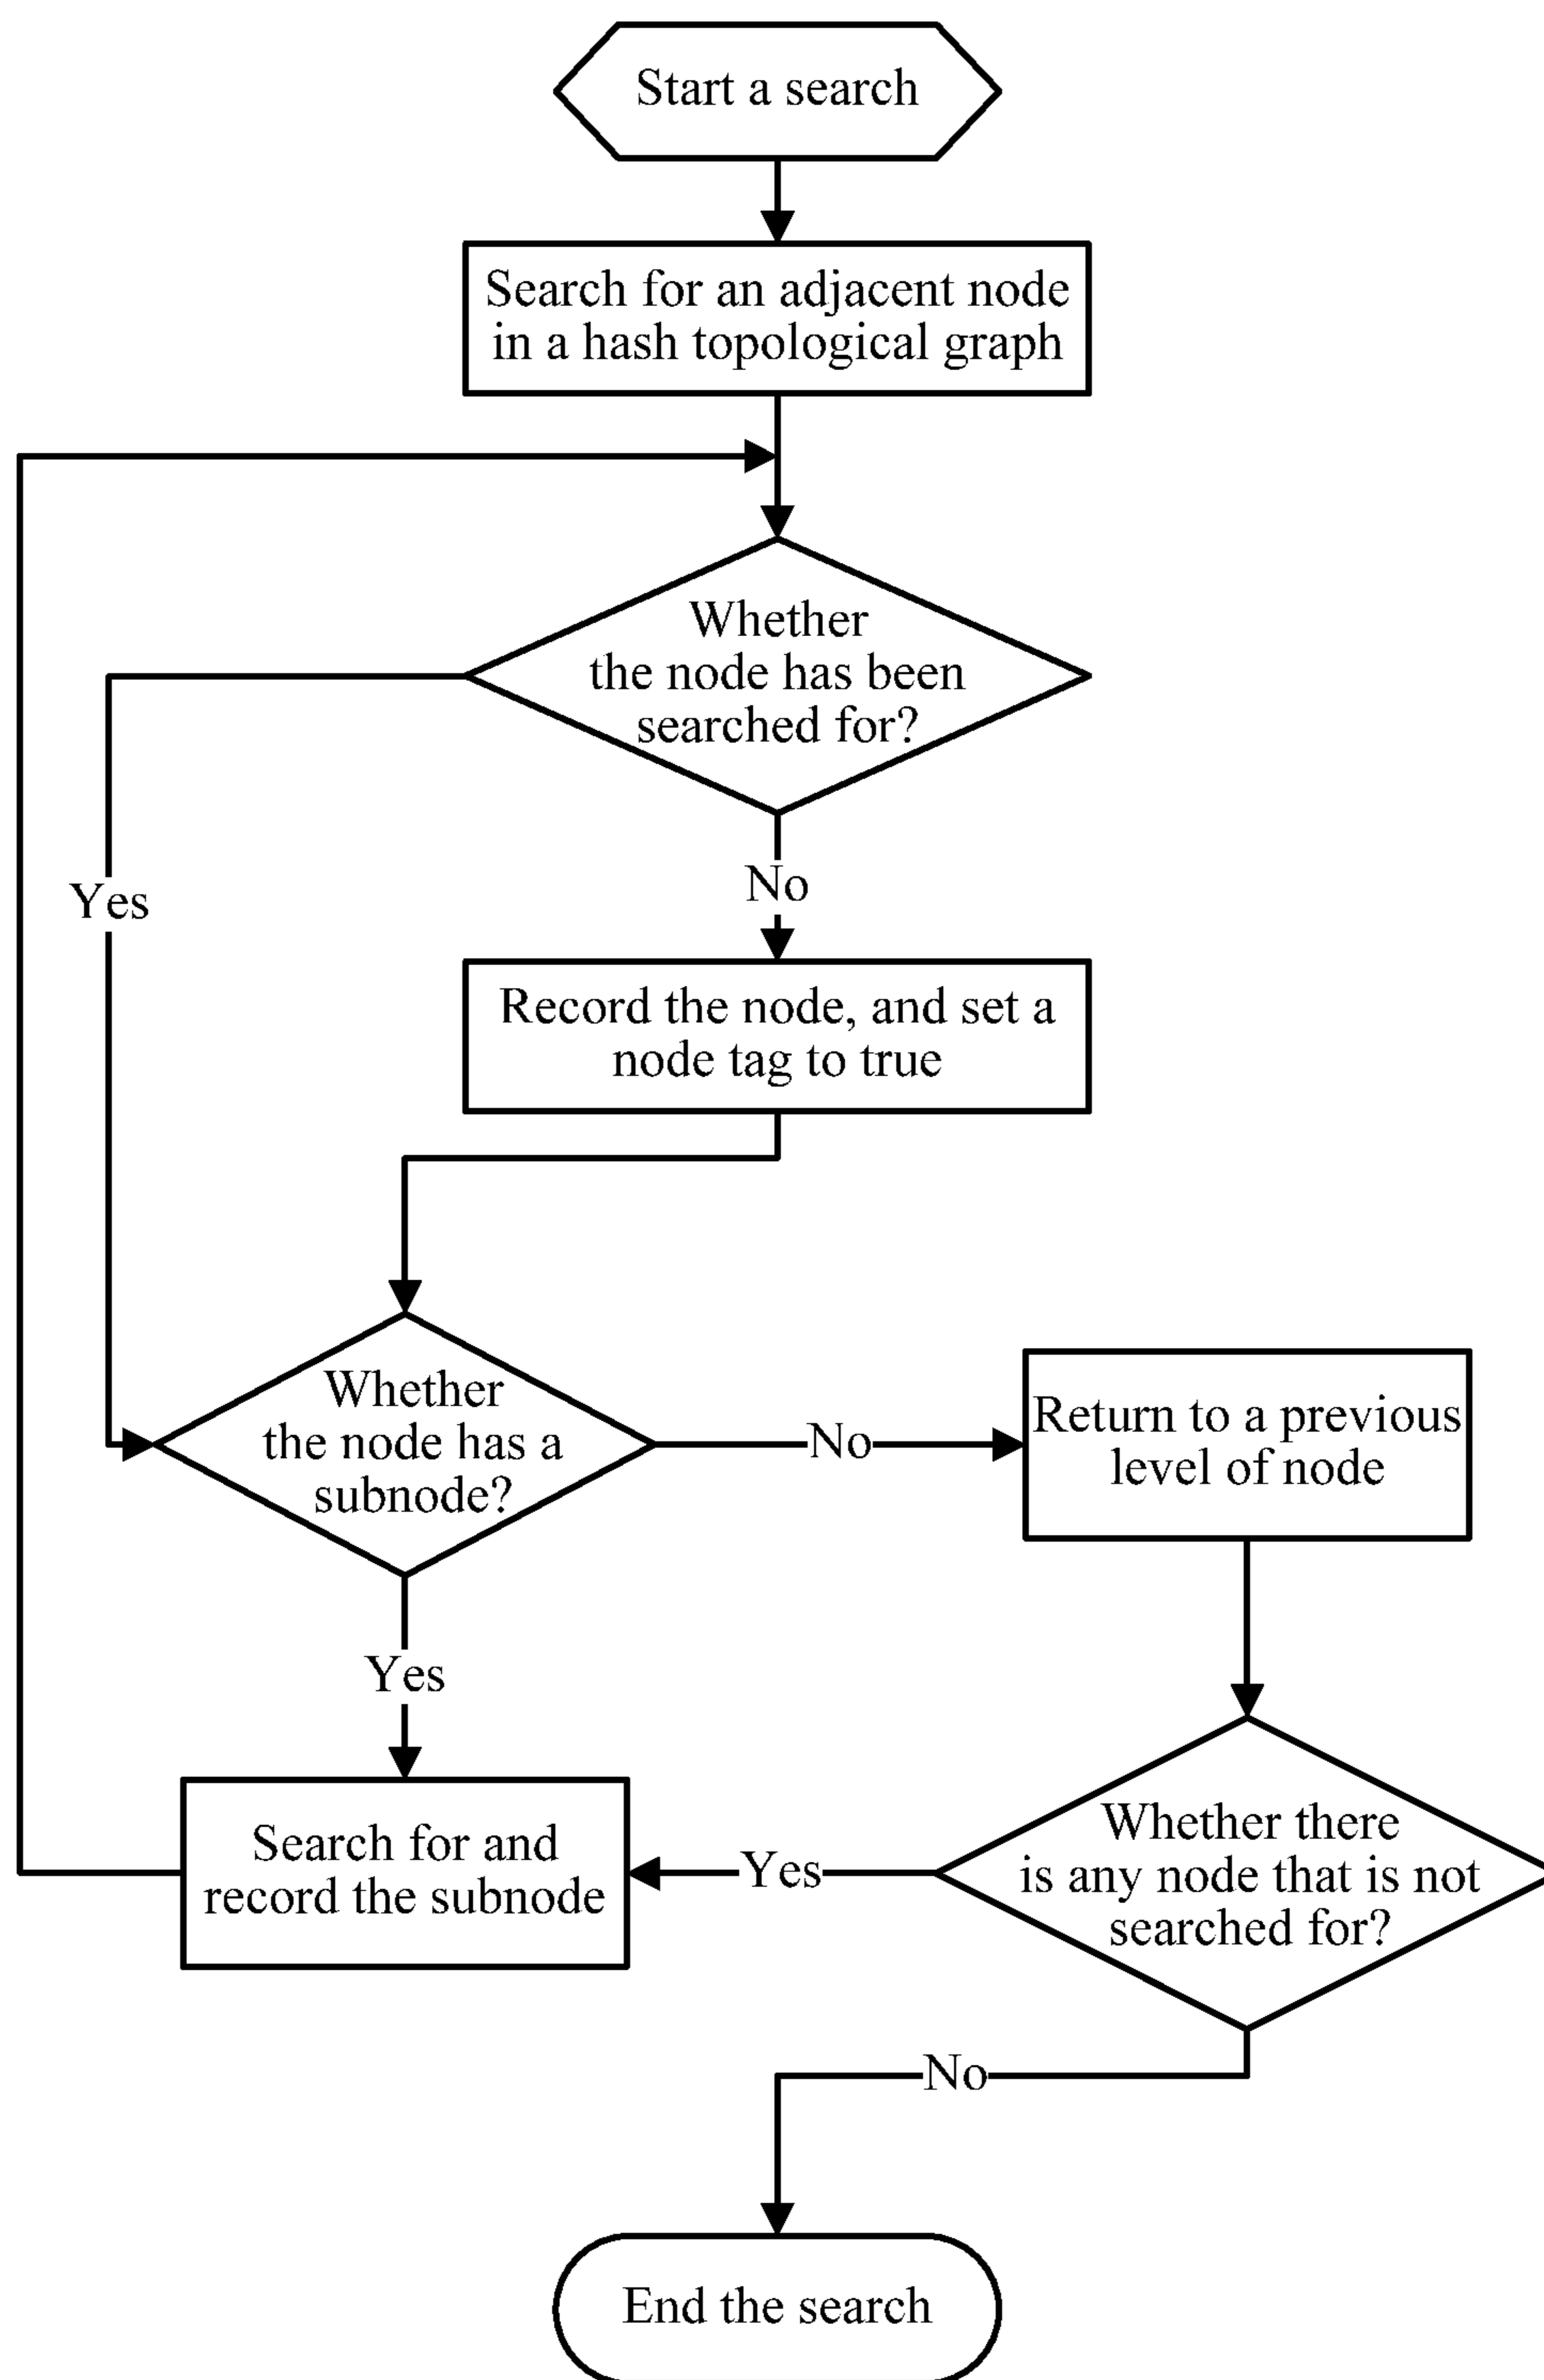 Start a search
Search for an adjacent node
in a hash topological graph
Whether
the node has been
searched for?
Yes
No
Record the node, and set a
node tag to true
Whether
the node has a
subnode?
No
Return to a previous
level of node
Yes
Search for and
record the subnode
Yes
Whether there
is any node that is not
searched for?
No
End the search